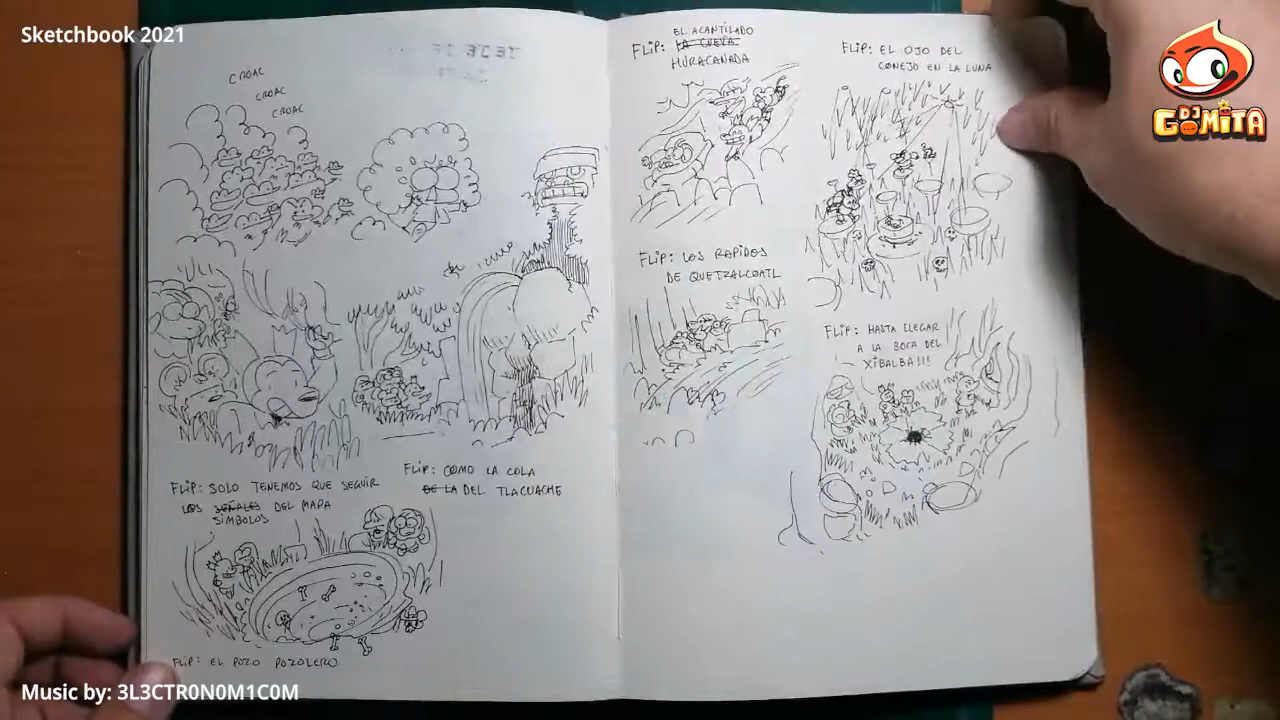 Sketchbook 2021
CROAC
CROAC
CROAC
FLIP: SOLO TENEMOS QUE SEGUIR
LOS SEÑALES DEL MAPA
SIMBOLOS
FLIP: COMO LA COLA
DE LA DEL TLACUACHE
FLIP: EL POZO POZOLERO
EL ACANTILADO
FLIP: LA CUEVA
HURACANADA
FLIP: LOS RAPIDOS
DE QUETZALCOATL
FLIP: EL OJO DEL
CONEJO EN LA LUNA
FLIP: HASTA LLEGAR
A LA BOCA DEL
XIBALBA!!!
DJ
GOMITA
Music by: 3L3CTR0N0M1C0M